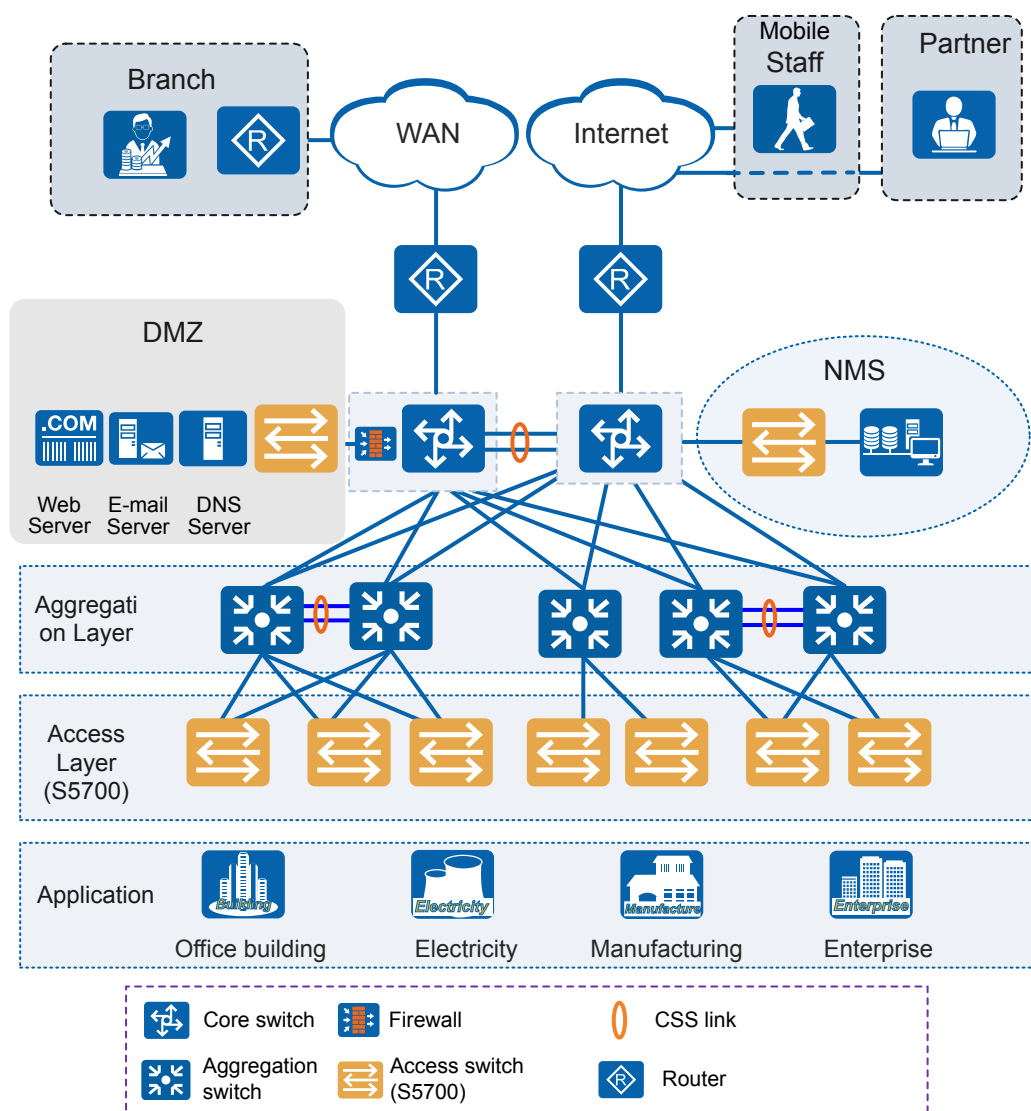 Branch
WAN
Internet
Mobile
Staff
Partner
R
R
R
DMZ
NMS
.COM
Web
Server
E-mail
Server
DNS
Server
Aggregati
on Layer
Access
Layer
(S5700)
Application
Building
Electricity
Manufacture
Enterprise
Office building
Electricity
Manufacturing
Enterprise
Core switch
Firewall
CSS link
Aggregation
switch
Access switch
(S5700)
R
Router